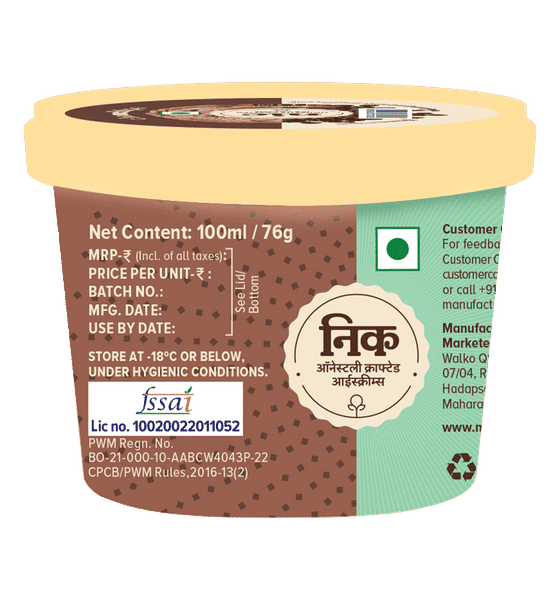 Net Content: 100ml / 76g
MRP-₹ (Incl. of all taxes):
PRICE PER UNIT-₹ :
BATCH NO.:
MFG. DATE:
USE BY DATE:
See Lid/
Bottom
STORE AT -18ºC OR BELOW,
UNDER HYGIENIC CONDITIONS.
fssai
Lic no. 10020022011052
PWM Regn. No.
BO-21-000-10-AABCW4043P-22
CPCB/PWM Rules,2016-13(2)
निक
ऑनेस्टली क्राफ्टेड
आईस्क्रीम्स
Customer
For feedba
Customer C
customerca
or call +91
manufact
Manufac
Markete
Walko Q
07/04, R
Hadaps
Mahara
www.